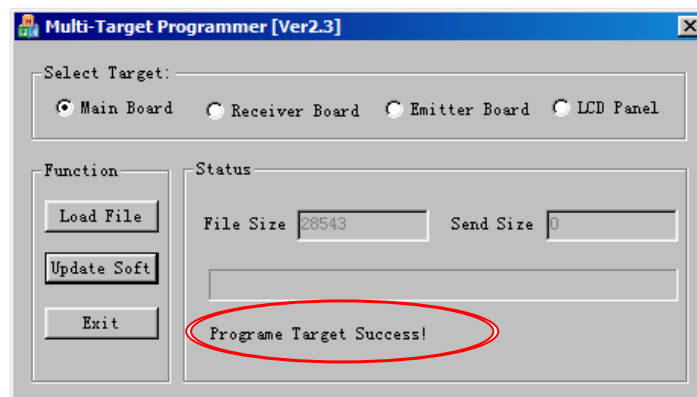 Multi-Target Programmer [Ver2.3]
Select Target:
Main Board Receiver Board Emitter Board LCD Panel
Function
Status
Load File
File Size 28543 Send Size 0
Update Soft
Exit
Programe Target Success!